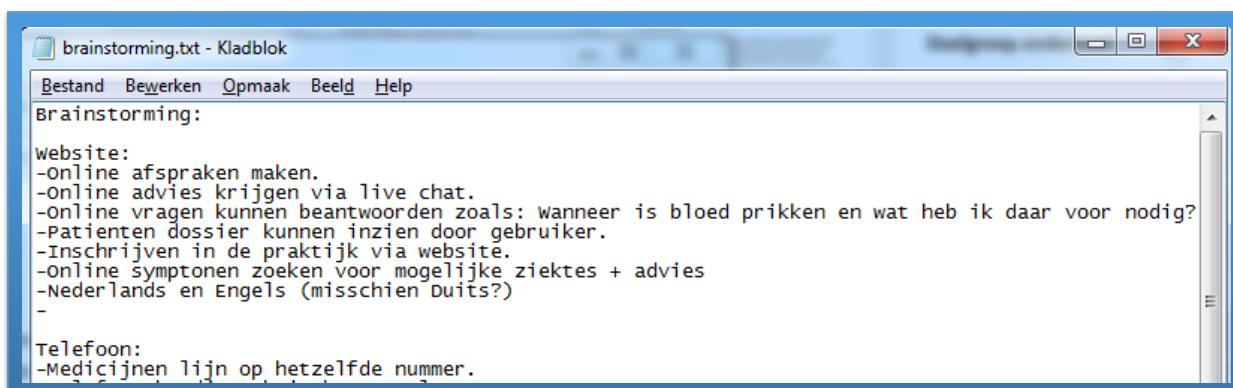 brainstorming.txt - Kladblok
Bestand Bewerken Opmaak Beeld Help
Brainstorming:
Website:
-Online afspraken maken.
-Online advies krijgen via live chat.
-Online vragen kunnen beantwoorden zoals: Wanneer is bloed prikken en wat heb ik daar voor nodig?
-Patienten dossier kunnen inzien door gebruiker.
-Inschrijven in de praktijk via website.
-Online symptonen zoeken voor mogelijke ziektes + advies
-Nederlands en Engels (misschien Duits?)
-
Telefoon:
-Medicijnen lijn op hetzelfde nummer.